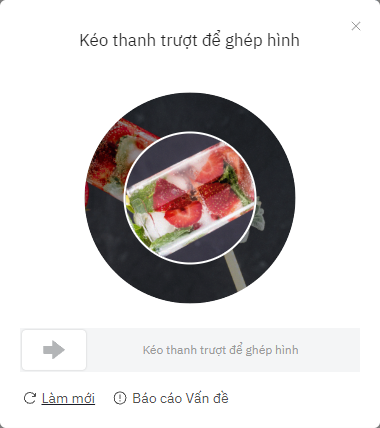 Kéo thanh trượt để ghép hình
Kéo thanh trượt để ghép hình
Làm mới
Báo cáo Vấn đề